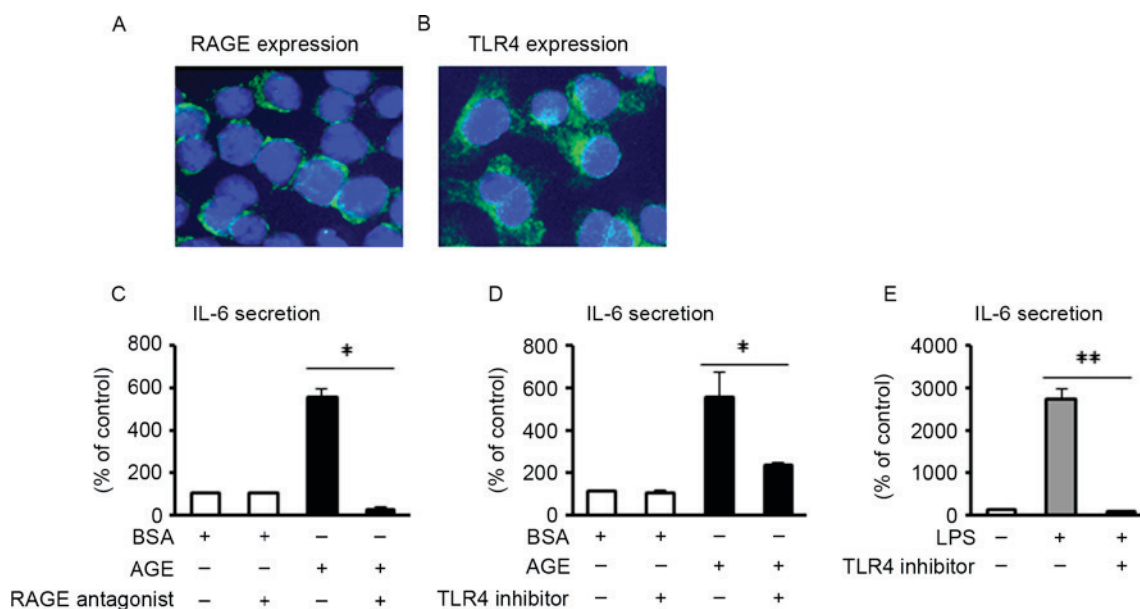 A
RAGE expression
B
TLR4 expression
C
IL-6 secretion
(% of control)
800
600
400
200
0
*
BSA + + – –
AGE – – + +
RAGE antagonist – + – +
D
IL-6 secretion
(% of control)
800
600
400
200
0
*
BSA + + – –
AGE – – + +
TLR4 inhibitor – + – +
E
IL-6 secretion
(% of control)
4000
3000
2000
1000
0
**
LPS – + +
TLR4 inhibitor – – +